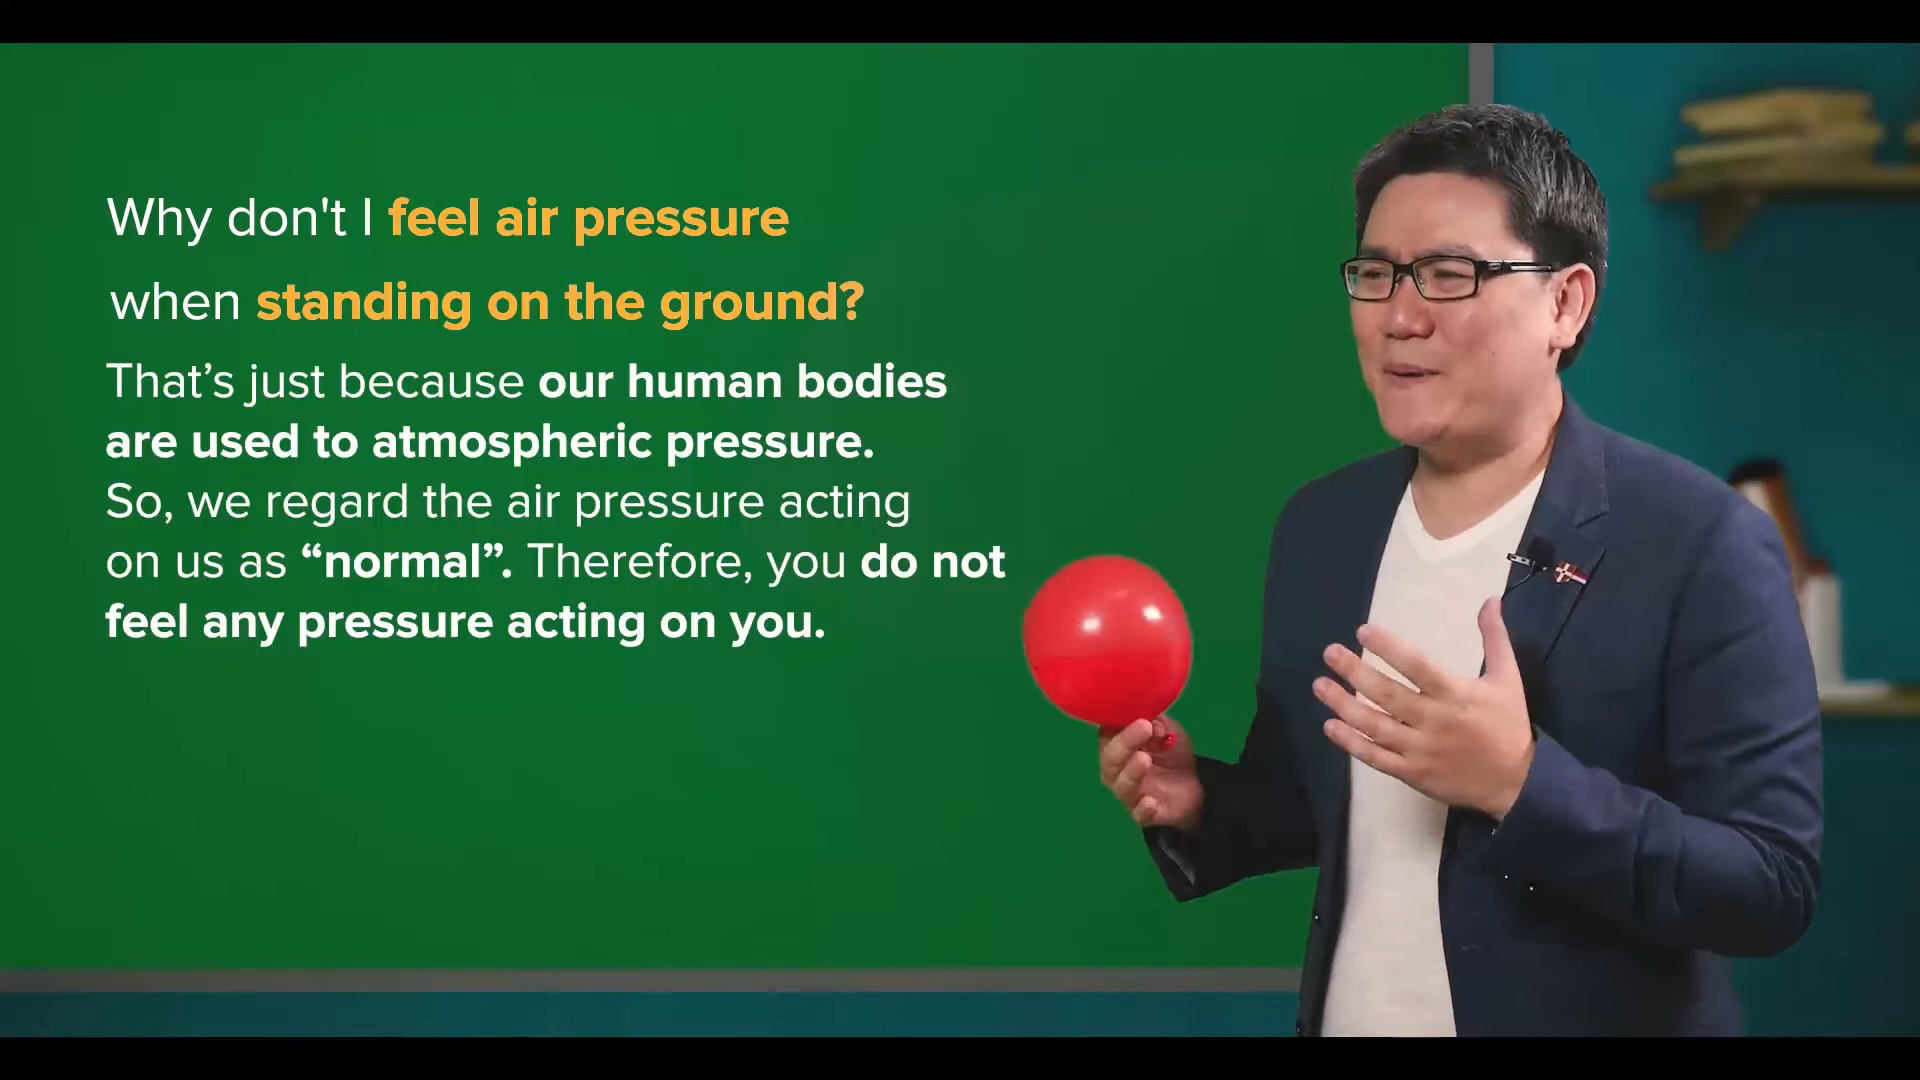 Why don't I feel air pressure
when standing on the ground?
That’s just because our human bodies
are used to atmospheric pressure.
So, we regard the air pressure acting
on us as “normal”. Therefore, you do not
feel any pressure acting on you.